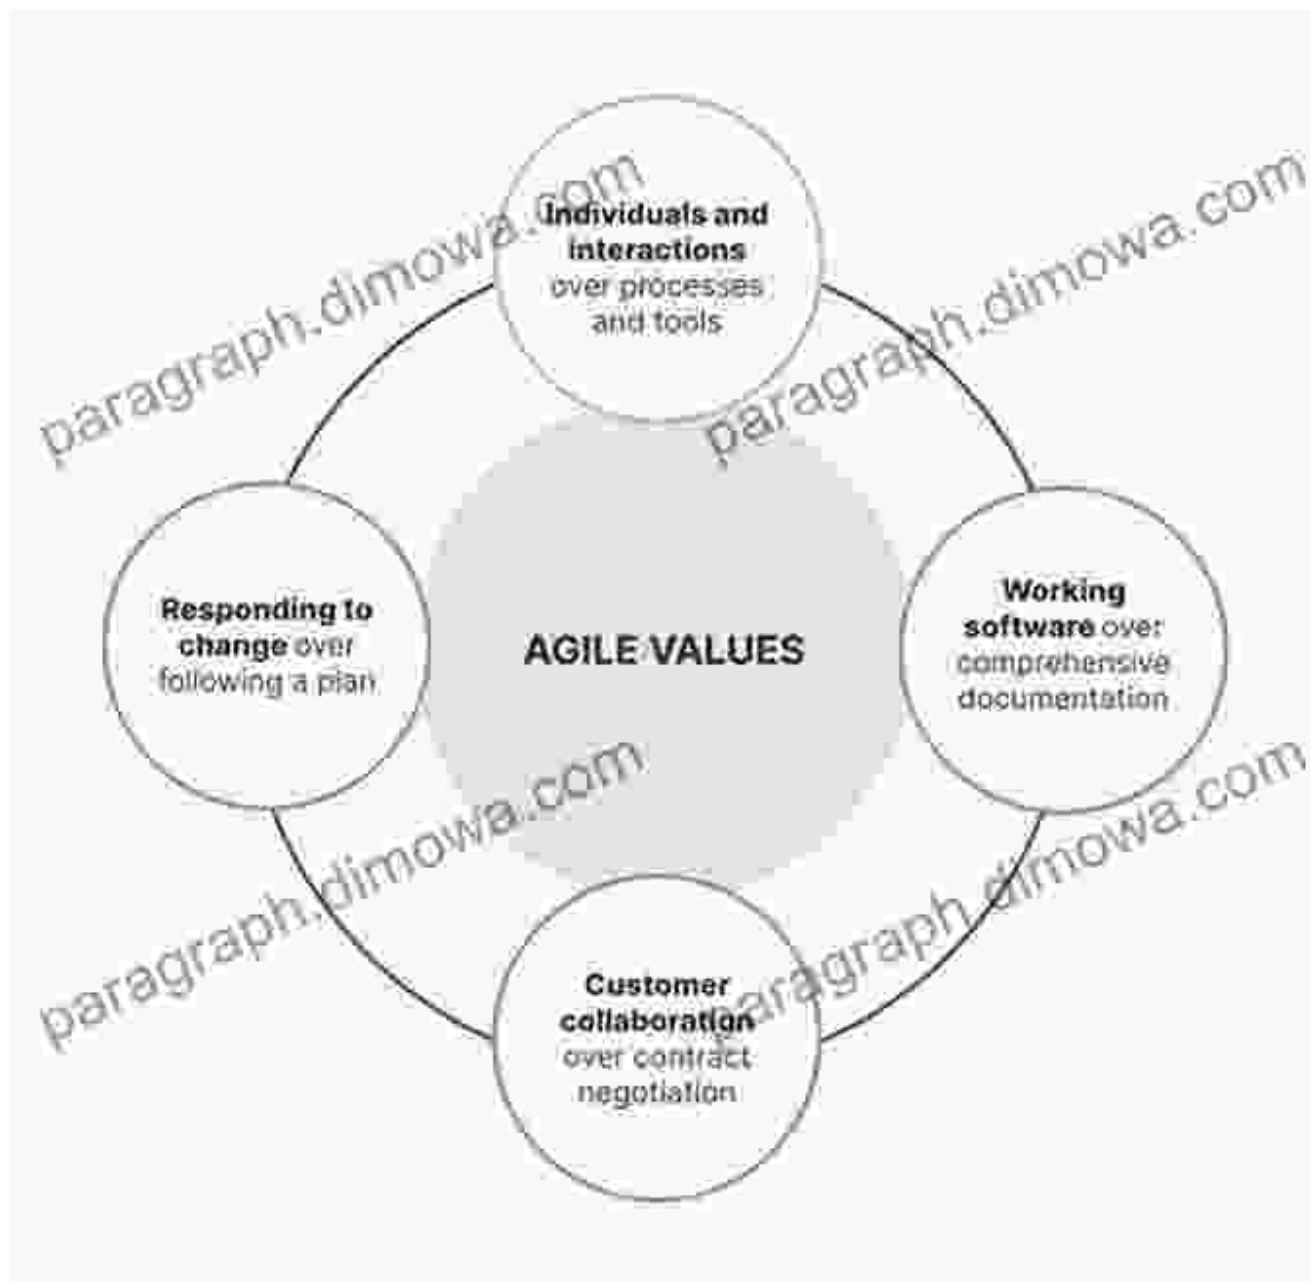 paragraph.dimowa.com
paragraph.dimowa.com
Individuals and
interactions
over processes
and tools
Responding to
change over
following a plan
AGILE VALUES
Working
software over
comprehensive
documentation
paragraph.dimowa.com
paragraph.dimowa.com
Customer
collaboration
over contract
negotiation